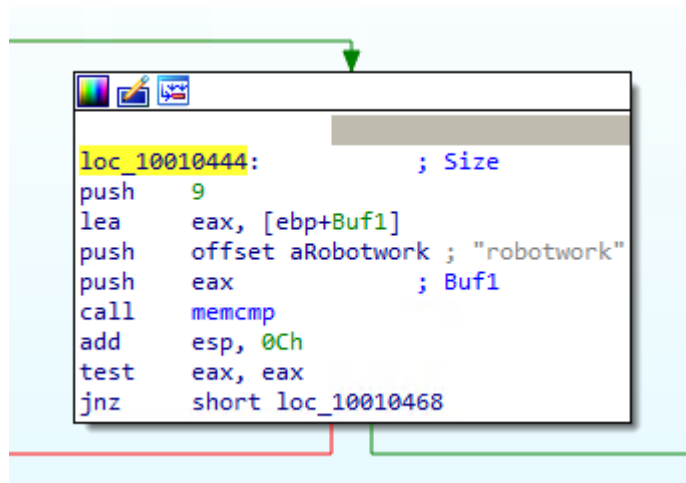 loc_10010444: ; Size
push 9
lea eax, [ebp+Buf1]
push offset aRobotwork ; "robotwork"
push eax ; Buf1
call memcmp
add esp, 0Ch
test eax, eax
jnz short loc_10010468